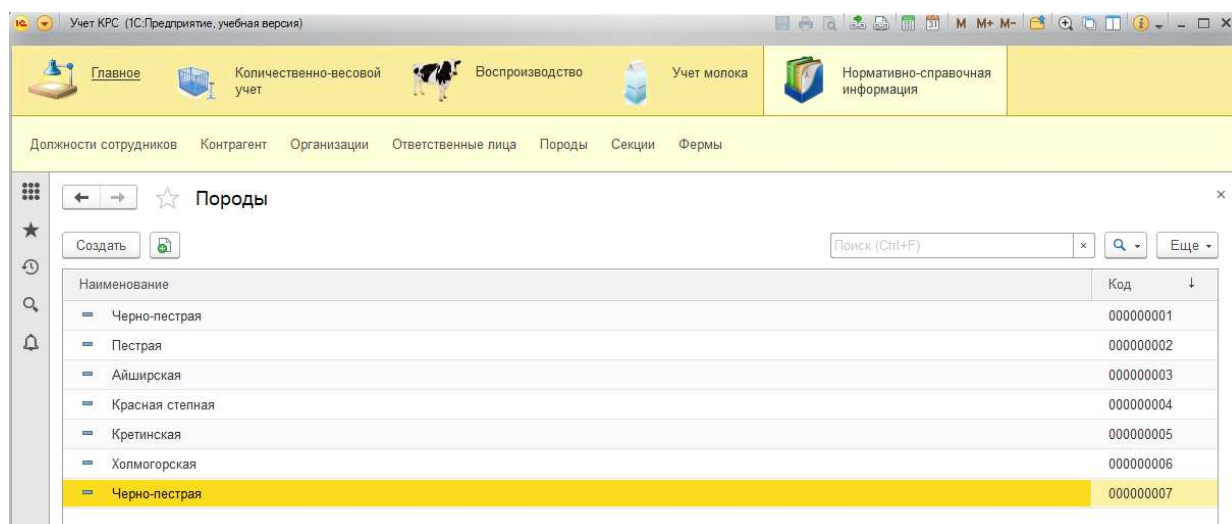 1С Учет КРС (1С:Предприятие, учебная версия) 31 M M+ M-
Главное Количественно-весовой учет Воспроизводство Учет молока Нормативно-справочная информация
Должности сотрудников Контрагент Организации Ответственные лица Породы Секции Фермы
Породы
Создать Поиск (Ctrl+F) Еще
Наименование Код
Черно-пестрая 000000001
Пестрая 000000002
Айширская 000000003
Красная степная 000000004
Кретинская 000000005
Холмогорская 000000006
Черно-пестрая 000000007